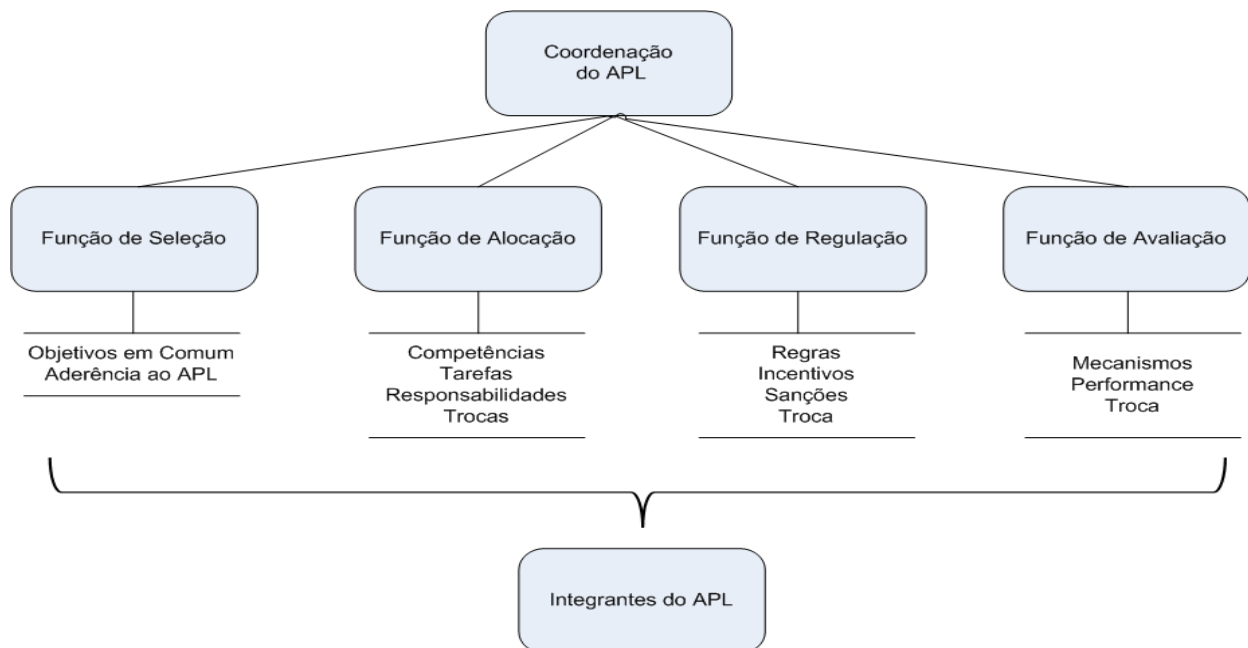 Coordenação
do APL
Função de Seleção
Função de Alocação
Função de Regulação
Função de Avaliação
Objetivos em Comum
Aderência ao APL
Competências
Tarefas
Responsabilidades
Trocas
Regras
Incentivos
Sanções
Troca
Mecanismos
Performance
Troca
Integrantes do APL